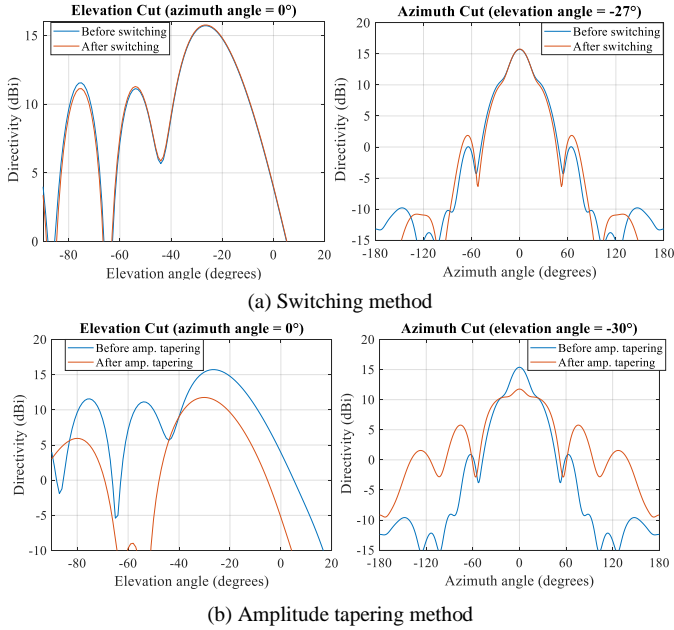 Elevation Cut (azimuth angle = 0°)
Before switching
After switching
15
10
5
0
-80
-60
-40
-20
0
20
Directivity (dBi)
Elevation angle (degrees)
Azimuth Cut (elevation angle = -27°)
Before switching
After switching
20
15
10
5
0
-5
-10
-15
-180
-120
-60
0
60
120
180
Directivity (dBi)
Azimuth angle (degrees)
(a) Switching method
Elevation Cut (azimuth angle = 0°)
Before amp. tapering
After amp. tapering
20
15
10
5
0
-5
-10
-80
-60
-40
-20
0
20
Directivity (dBi)
Elevation angle (degrees)
Azimuth Cut (elevation angle = -30°)
Before amp. tapering
After amp. tapering
20
15
10
5
0
-5
-10
-15
-180
-120
-60
0
60
120
180
Directivity (dBi)
Azimuth angle (degrees)
(b) Amplitude tapering method